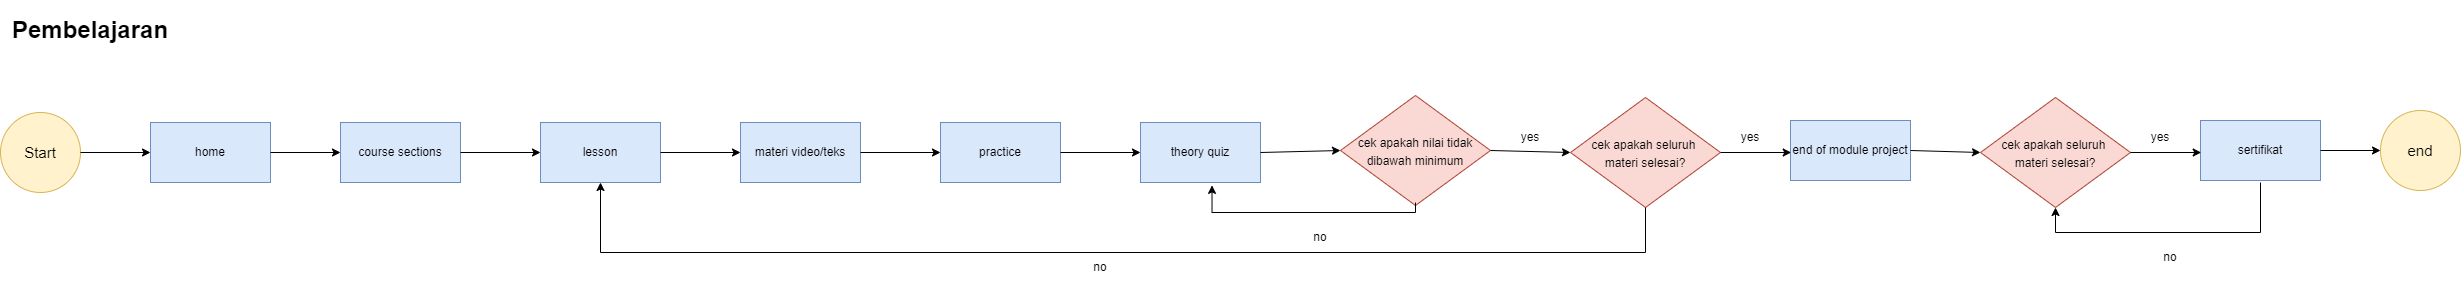 Pembelajaran
Start
home
course sections
lesson
materi video/teks
practice
theory quiz
cek apakah nilai tidak
dibawah minimum
yes
cek apakah seluruh
materi selesai?
yes
end of module project
cek apakah seluruh
materi selesai?
yes
sertifikat
end
no
no
no